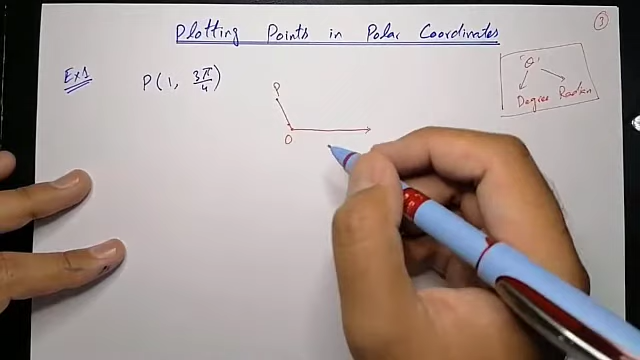 3
Plotting Points in Polar Coordinates
"θ"
Degree Radian
Ex1 P(1, 3π/4)
P
O